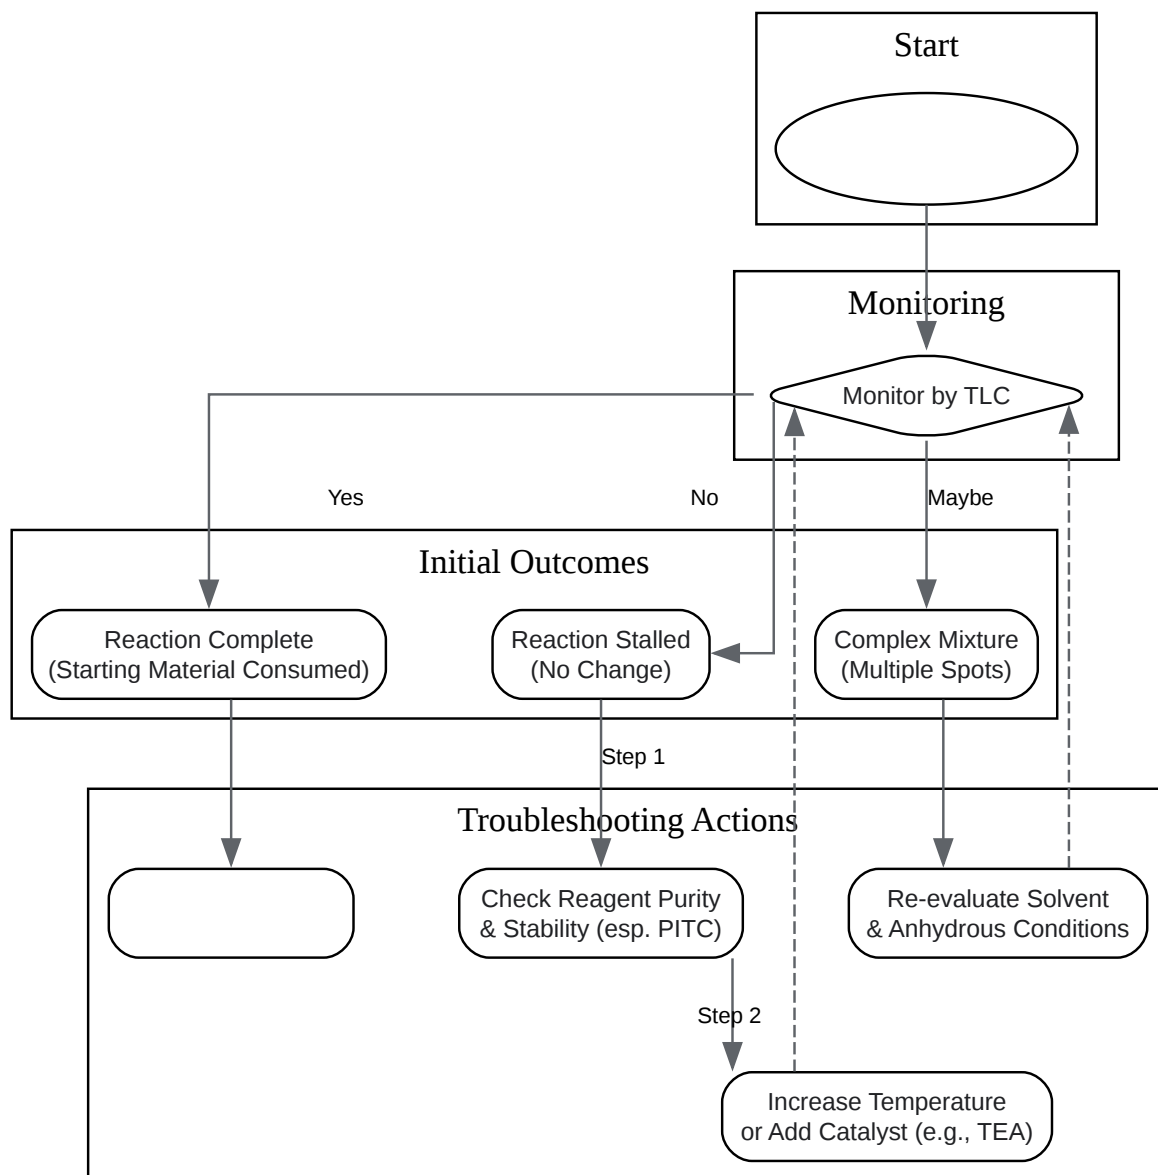 Start
Monitoring
Monitor by TLC
Yes
No
Maybe
Initial Outcomes
Reaction Complete
(Starting Material Consumed)
Reaction Stalled
(No Change)
Complex Mixture
(Multiple Spots)
Step 1
Troubleshooting Actions
Check Reagent Purity
& Stability (esp. PITC)
Re-evaluate Solvent
& Anhydrous Conditions
Step 2
Increase Temperature
or Add Catalyst (e.g., TEA)